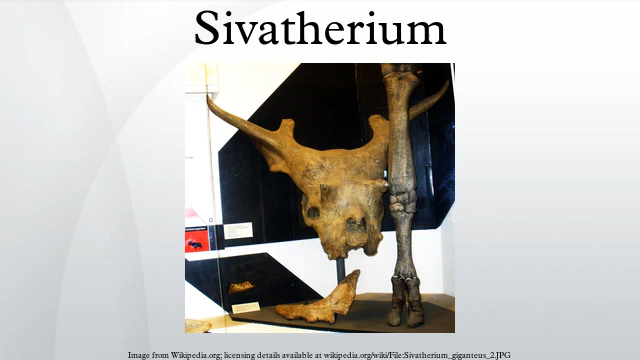 Sivatherium
Image from Wikipedia.org; licensing details available at wikipedia.org/wiki/File:Sivatherium_giganteus_2.JPG